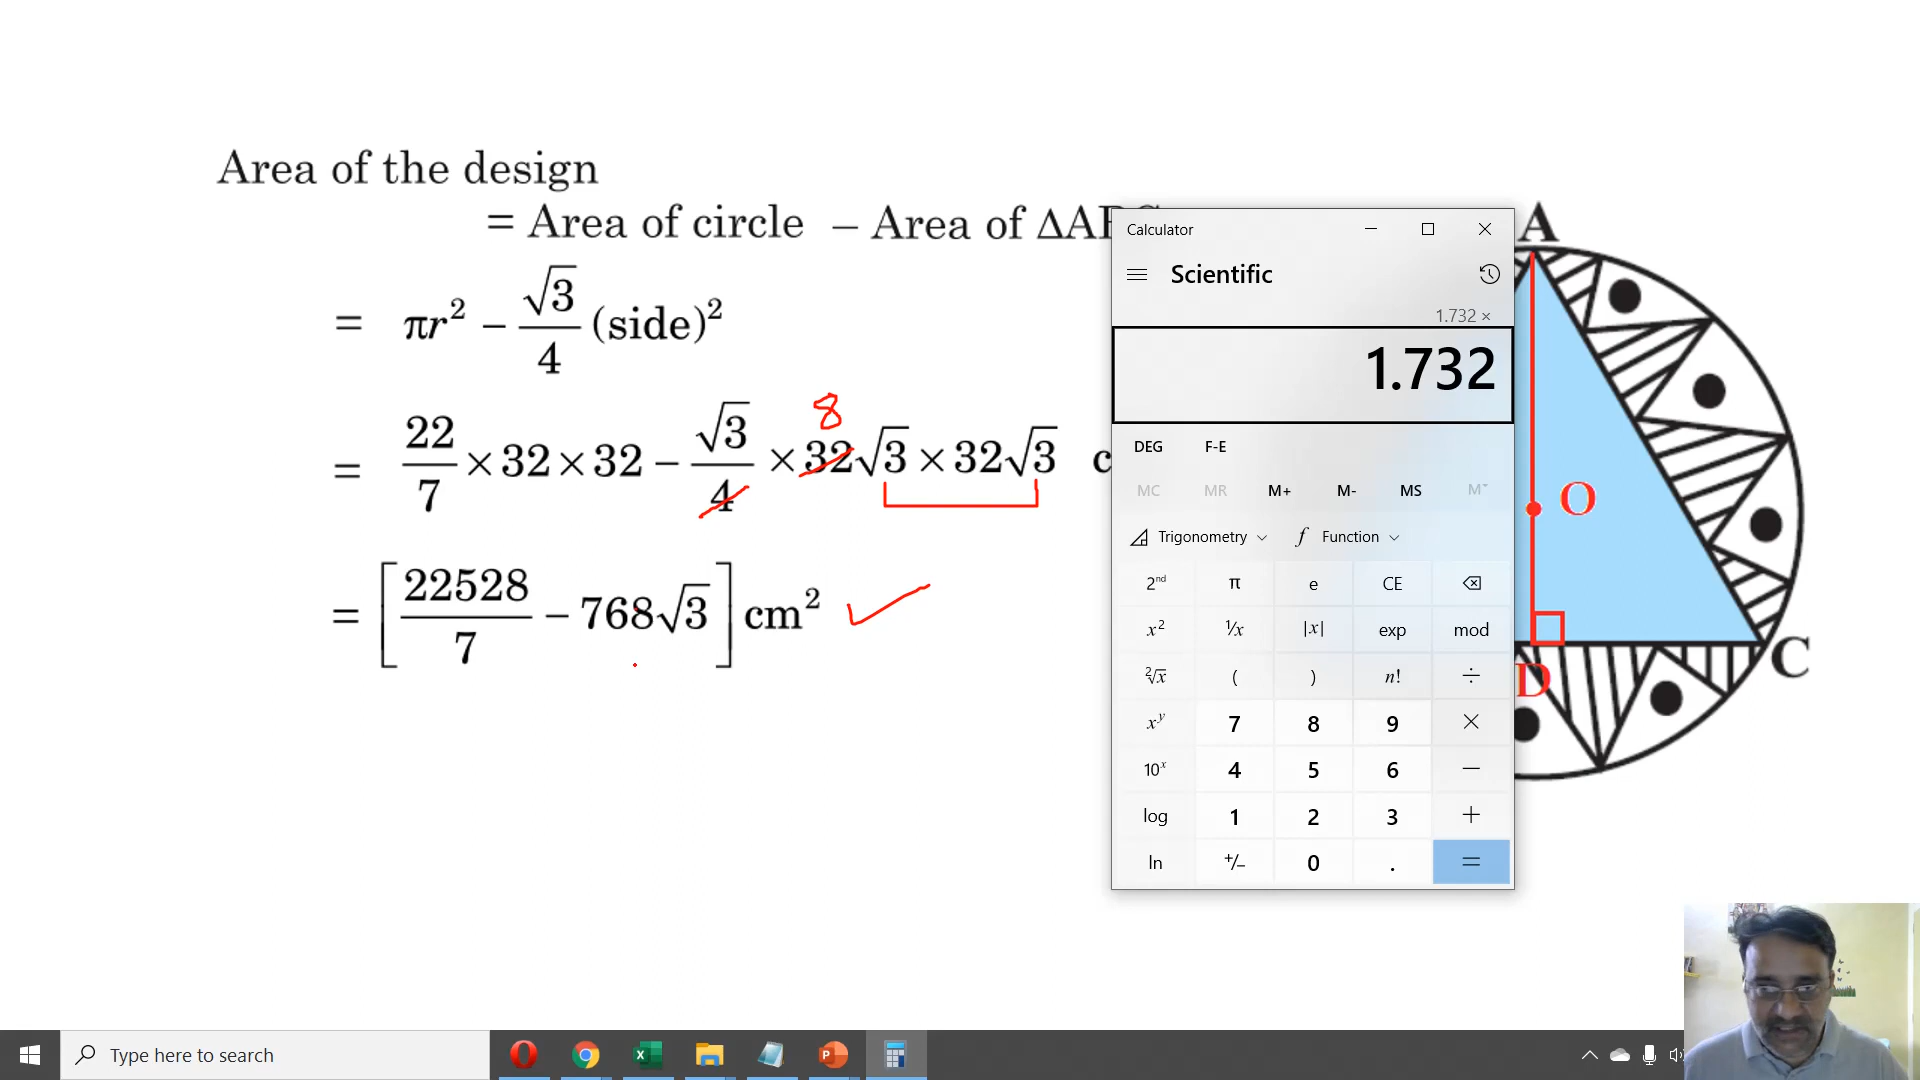 Area of the design
= Area of circle – Area of ΔABC
= πr² – √3/4 (side)²
8
= 22/7 × 32 × 32 – √3/4 × 32√3 × 32√3 c
= [22528/7 – 768√3] cm²
Calculator
Scientific
1.732 ×
1.732
DEG F-E
MC MR M+ M- MS M˅
Trigonometry f Function
2ⁿᵈ π e CE
x² ¹/x |x| exp mod
²√x ( ) n! ÷
xʸ 7 8 9 ×
10ˣ 4 5 6 −
log 1 2 3 +
ln +/− 0 . =
A
O
D
C
Type here to search